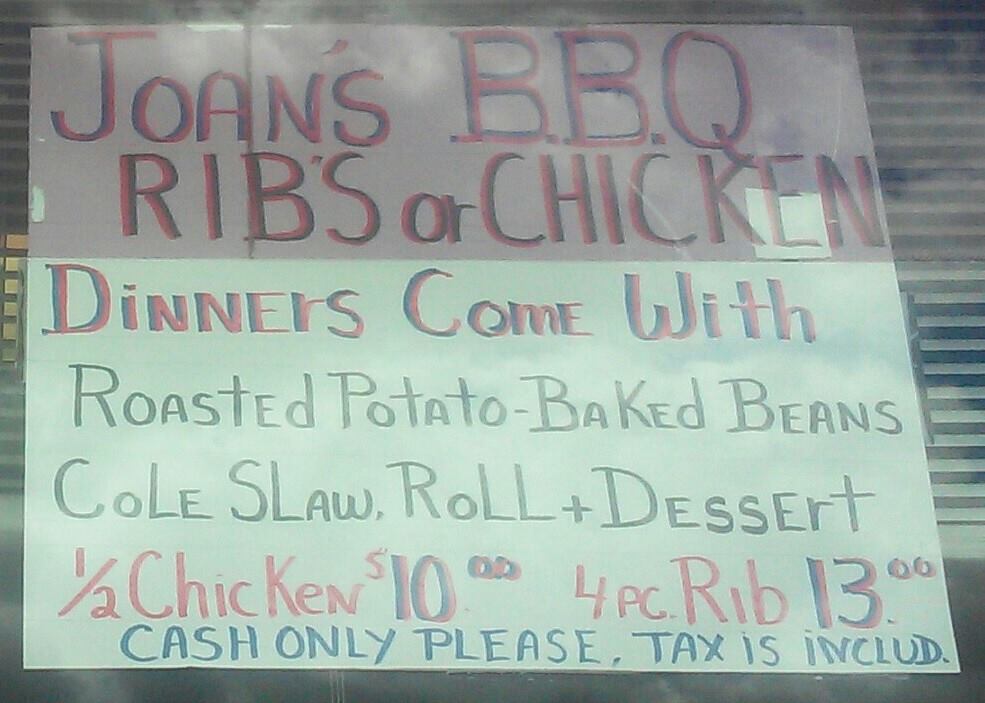 JOAN'S B.B.Q
RIB'S or CHICKEN
DiNNErS COME With
ROAStEd POtAtO-BAKEd BEANS
COLE SLAW, ROLL + DESSErt
1/2 ChicKEN $10.00 4 PC. Rib 13.00
CASH ONLY PLEASE, TAX iS iNCLUD.